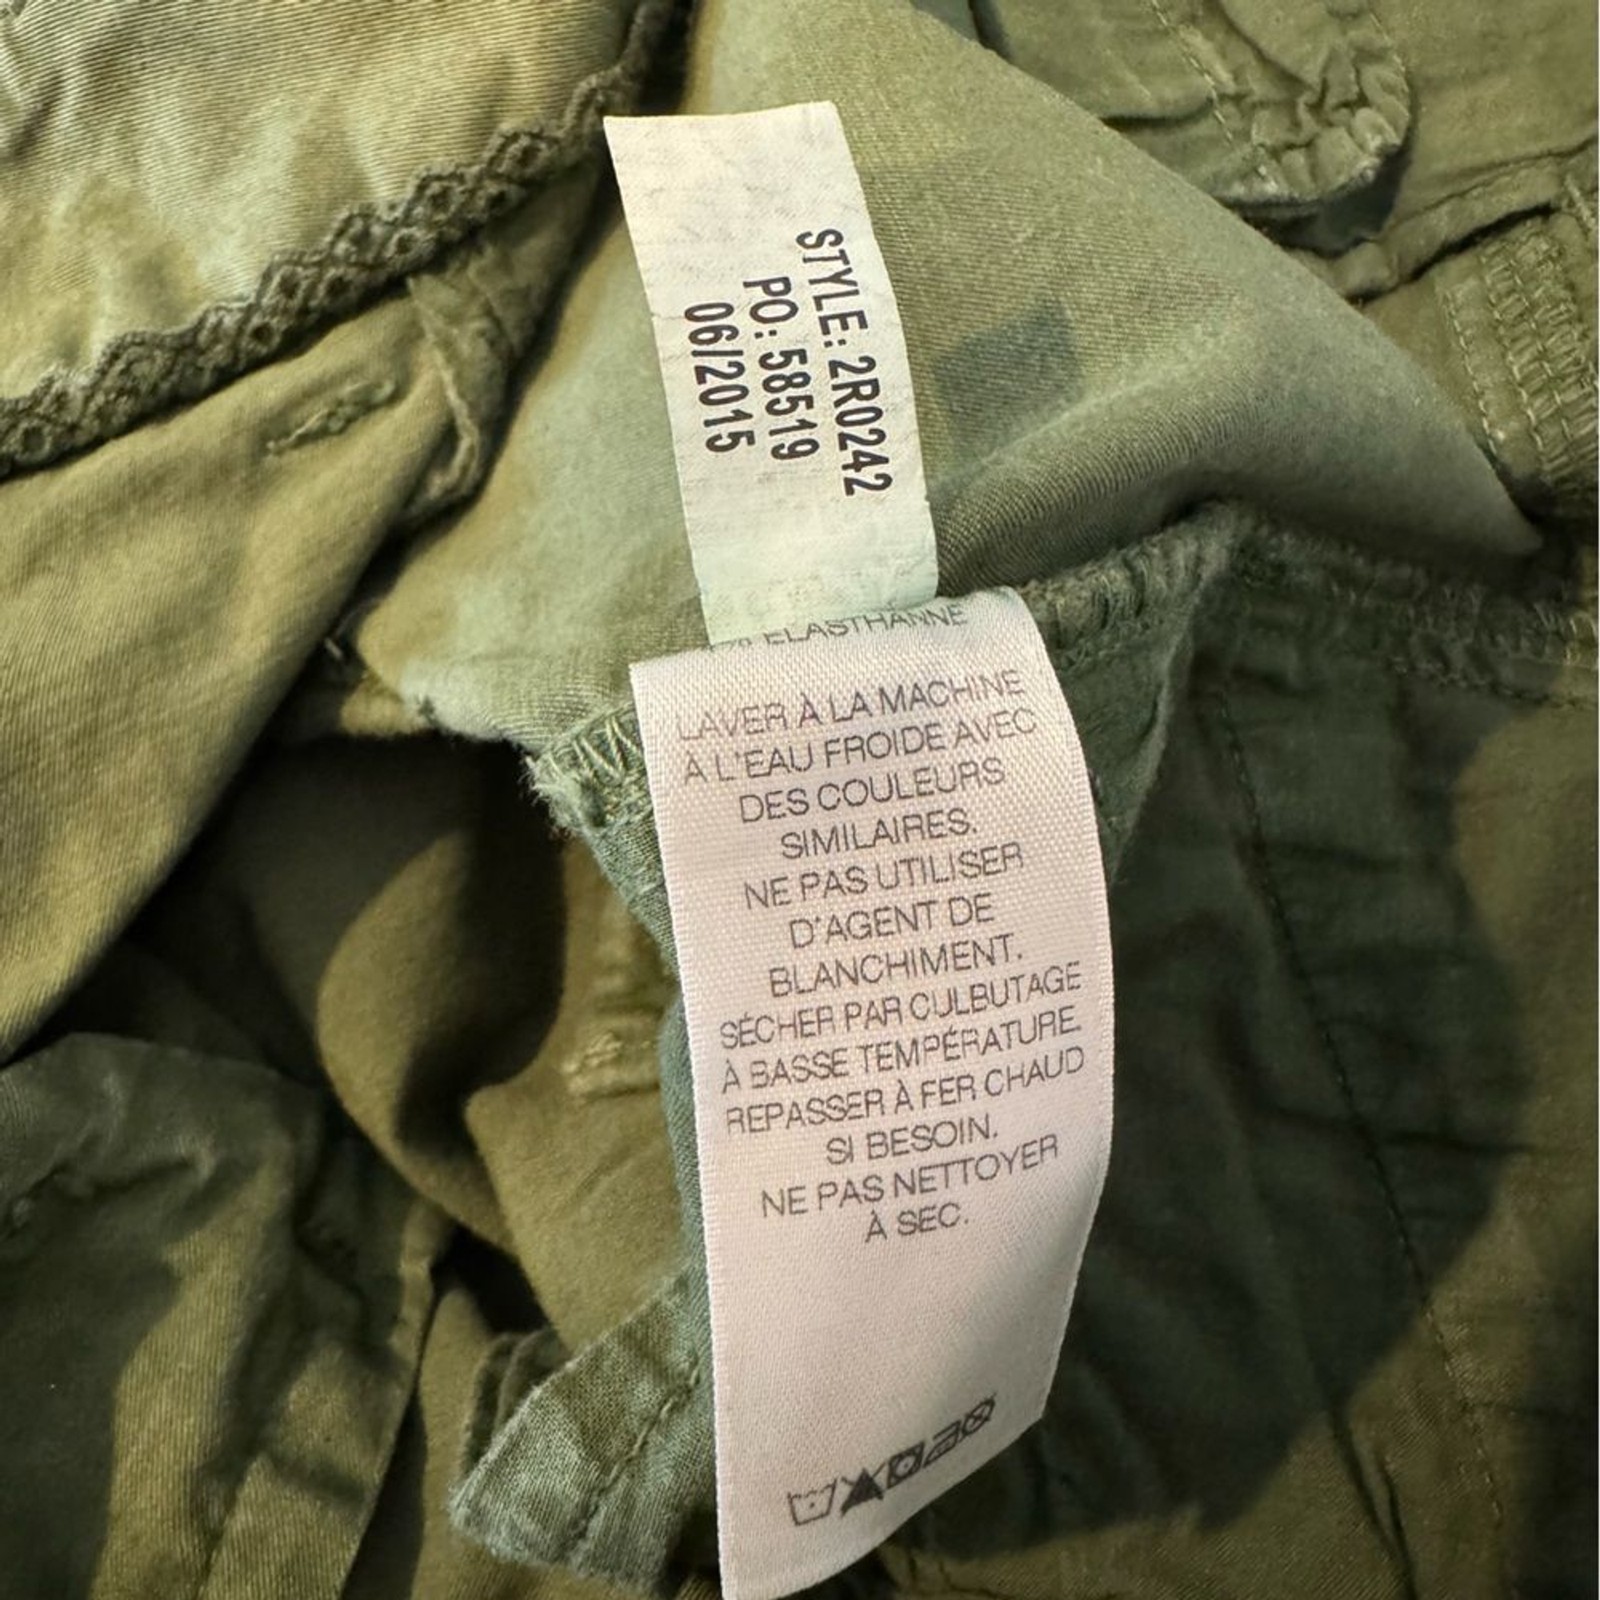 STYLE: 2R0242
PO: 58519
06/2015
ELASTHANNE
LAVER À LA MACHINE
À L'EAU FROIDE AVEC
DES COULEURS
SIMILAIRES.
NE PAS UTILISER
D'AGENT DE
BLANCHIMENT.
SÉCHER PAR CULBUTAGE
À BASSE TEMPÉRATURE.
REPASSER À FER CHAUD
SI BESOIN.
NE PAS NETTOYER
À SEC.